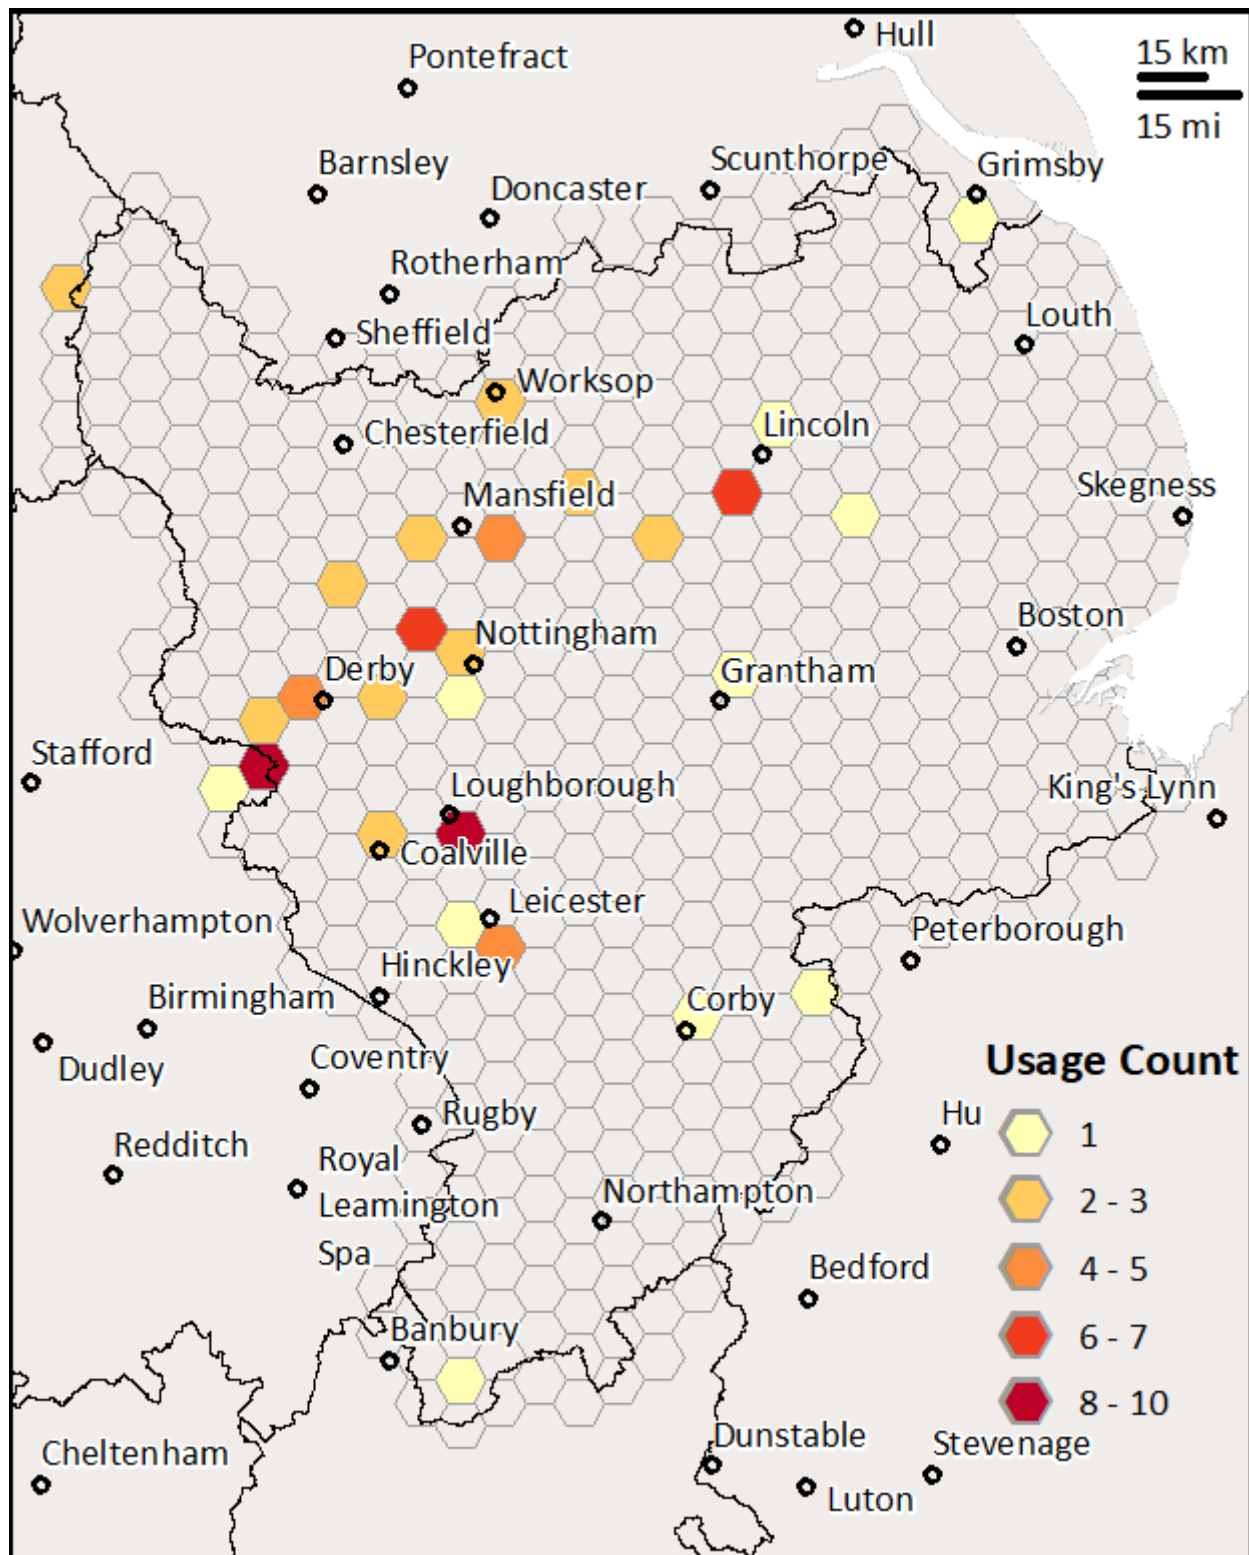 Hull
15 km
15 mi
Pontefract
Barnsley
Scunthorpe
Grimsby
Doncaster
Rotherham
Louth
Sheffield
Worksop
Lincoln
Chesterfield
Skegness
Mansfield
Boston
Nottingham
Derby
Grantham
Stafford
Loughborough
King's Lynn
Coalville
Leicester
Wolverhampton
Peterborough
Hinckley
Birmingham
Corby
Dudley
Coventry
Usage Count
Rugby
Hu
1
Redditch
Royal
Leamington
Spa
Northampton
2 - 3
Bedford
4 - 5
Banbury
6 - 7
8 - 10
Cheltenham
Dunstable
Stevenage
Luton